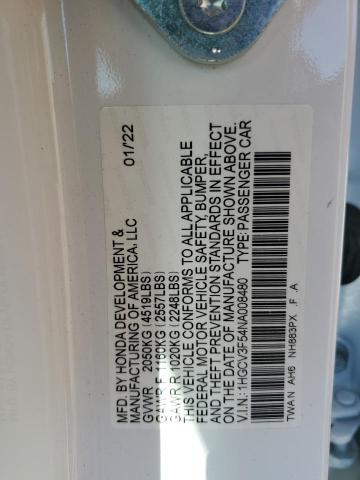 MFD. BY HONDA DEVELOPMENT &
MANUFACTURING OF AMERICA, LLC 01/22
GVWR 2050KG (4519LBS)
GAWR F 1160KG (2557LBS)
GAWR R 1020KG (2248LBS)
THIS VEHICLE CONFORMS TO ALL APPLICABLE
FEDERAL MOTOR VEHICLE SAFETY, BUMPER,
AND THEFT PREVENTION STANDARDS IN EFFECT
ON THE DATE OF MANUFACTURE SHOWN ABOVE.
V.I.N.: 1HGCV3F54NA008480 TYPE: PASSENGER CAR
TWAN AH6 NH883PX F A